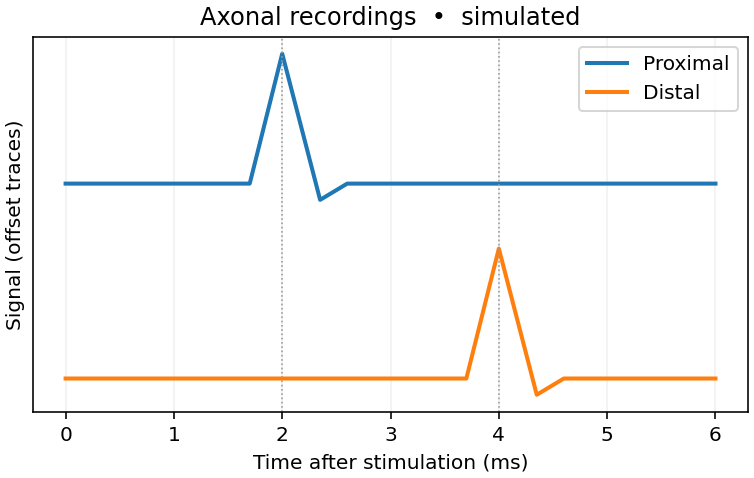 Axonal recordings • simulated
Proximal
Distal
Signal (offset traces)
0 1 2 3 4 5 6
Time after stimulation (ms)